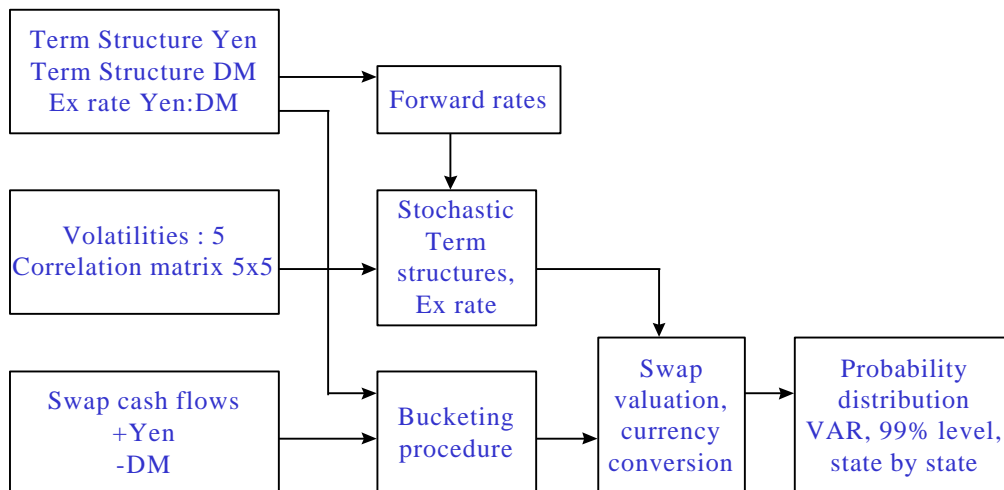 Term Structure Yen
Term Structure DM
Ex rate Yen:DM
Forward rates
Volatilities : 5
Correlation matrix 5x5
Stochastic
Term
structures,
Ex rate
Swap cash flows
+Yen
-DM
Bucketing
procedure
Swap
valuation,
currency
conversion
Probability
distribution
VAR, 99% level,
state by state